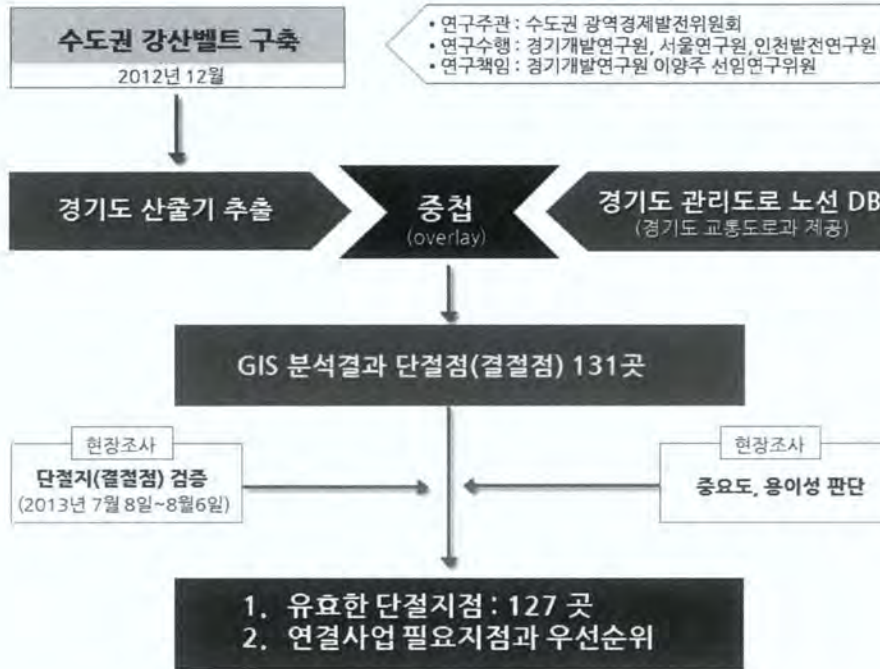 수도권 강산벨트 구축
2012년 12월
• 연구주관 : 수도권 광역경제발전위원회
• 연구수행 : 경기개발연구원, 서울연구원,인천발전연구원
• 연구책임 : 경기개발연구원 이양주 선임연구위원
경기도 산줄기 추출
중첩
(overlay)
경기도 관리도로 노선 DB
(경기도 교통도로과 제공)
GIS 분석결과 단절점(결절점) 131곳
현장조사
단절지(결절점) 검증
(2013년 7월 8일~8월6일)
현장조사
중요도, 용이성 판단
1. 유효한 단절지점 : 127 곳
2. 연결사업 필요지점과 우선순위